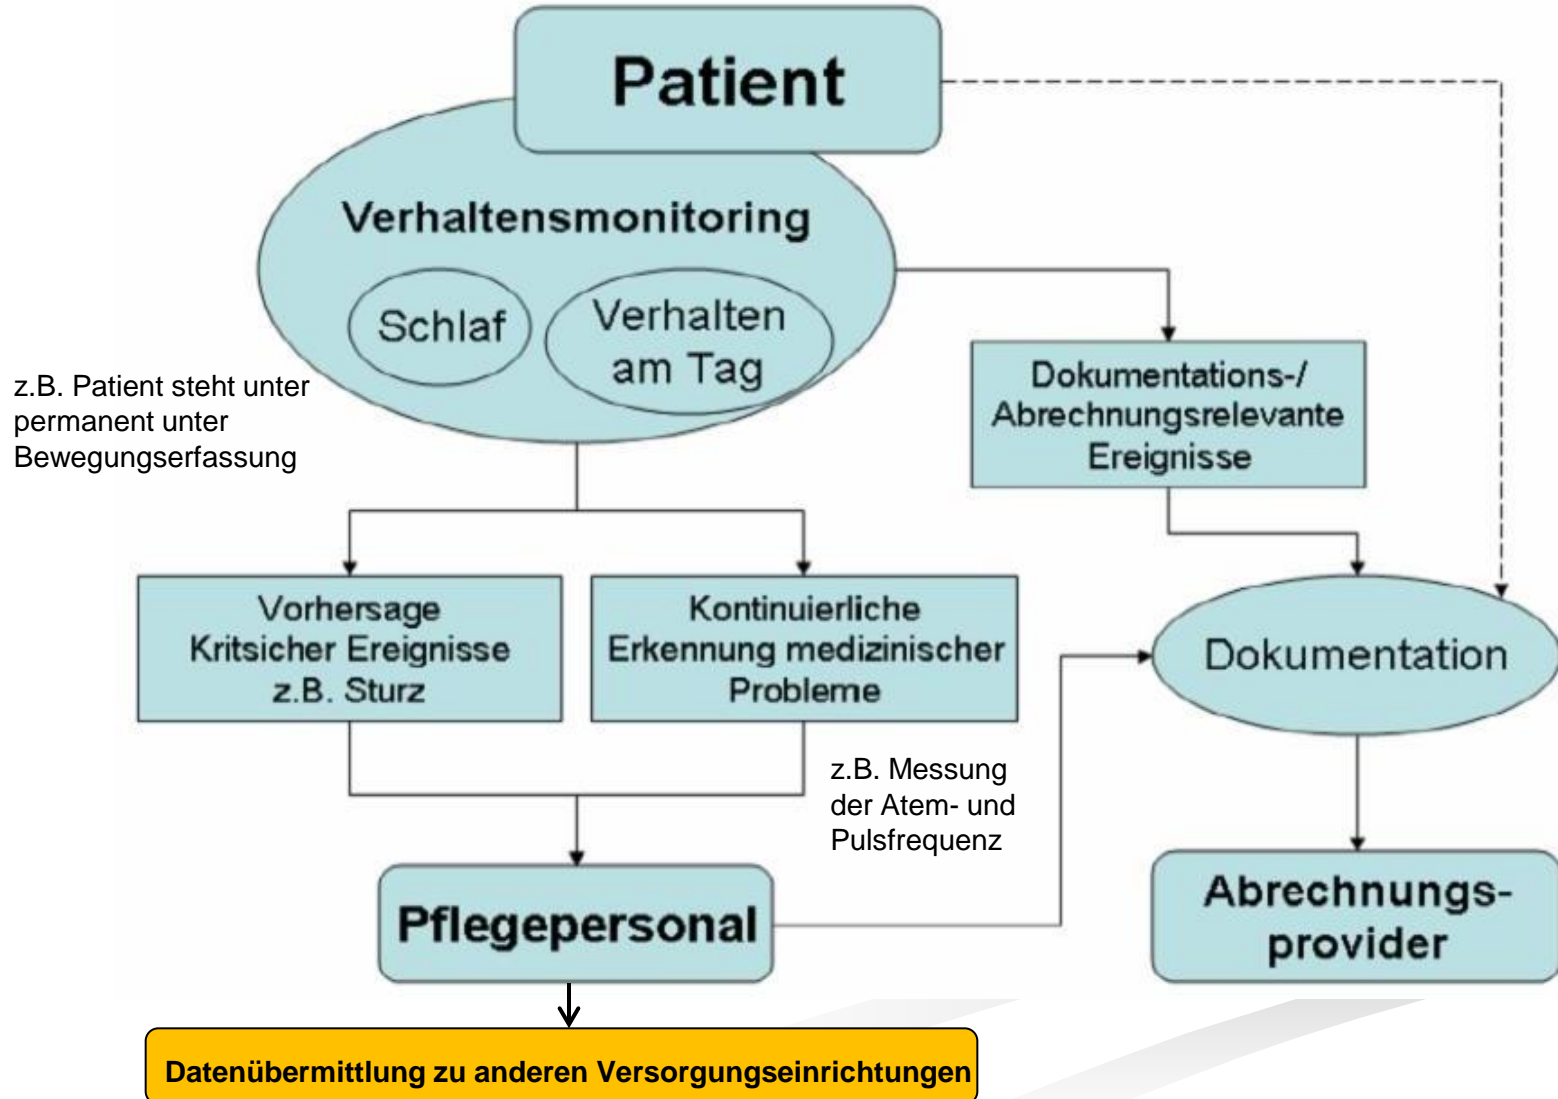 Patient
Verhaltensmonitoring
Schlaf
Verhalten
am Tag
z.B. Patient steht unter
permanent unter
Bewegungserfassung
Dokumentations-/
Abrechnungsrelevante
Ereignisse
Vorhersage
Kritsicher Ereignisse
z.B. Sturz
Kontinuierliche
Erkennung medizinischer
Probleme
Dokumentation
z.B. Messung
der Atem- und
Pulsfrequenz
Pflegepersonal
Abrechnungs-
provider
Datenübermittlung zu anderen Versorgungseinrichtungen